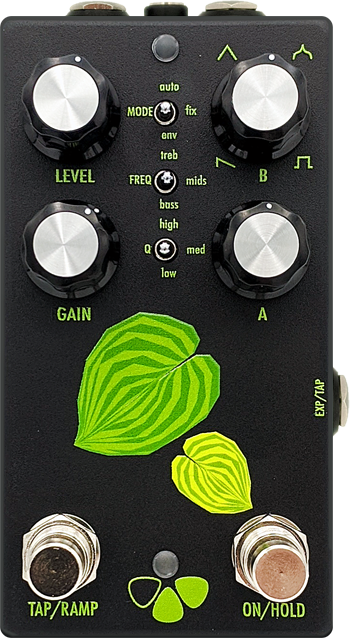 auto
MODE fix
env
LEVEL
treb
B
FREQ mids
bass
high
Q med
low
GAIN
A
EXP/TAP
TAP/RAMP
ON/HOLD